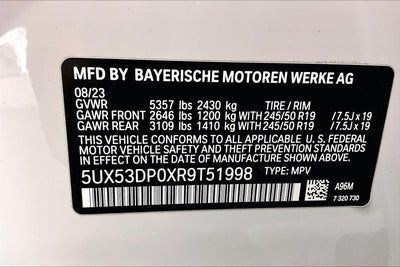 MFD BY BAYERISCHE MOTOREN WERKE AG
08/23
GVWR 5357 lbs 2430 kg TIRE / RIM
GAWR FRONT 2646 lbs 1200 kg WITH 245/50 R19 /7.5J x 19
GAWR REAR 3109 lbs 1410 kg WITH 245/50 R19 /7.5J x 19
THIS VEHICLE CONFORMS TO ALL APPLICABLE U.S. FEDERAL
MOTOR VEHICLE SAFETY AND THEFT PREVENTION STANDARDS
IN EFFECT ON THE DATE OF MANUFACTURE SHOWN ABOVE.
5UX53DP0XR9T51998 TYPE: MPV
A96M
7 320 730